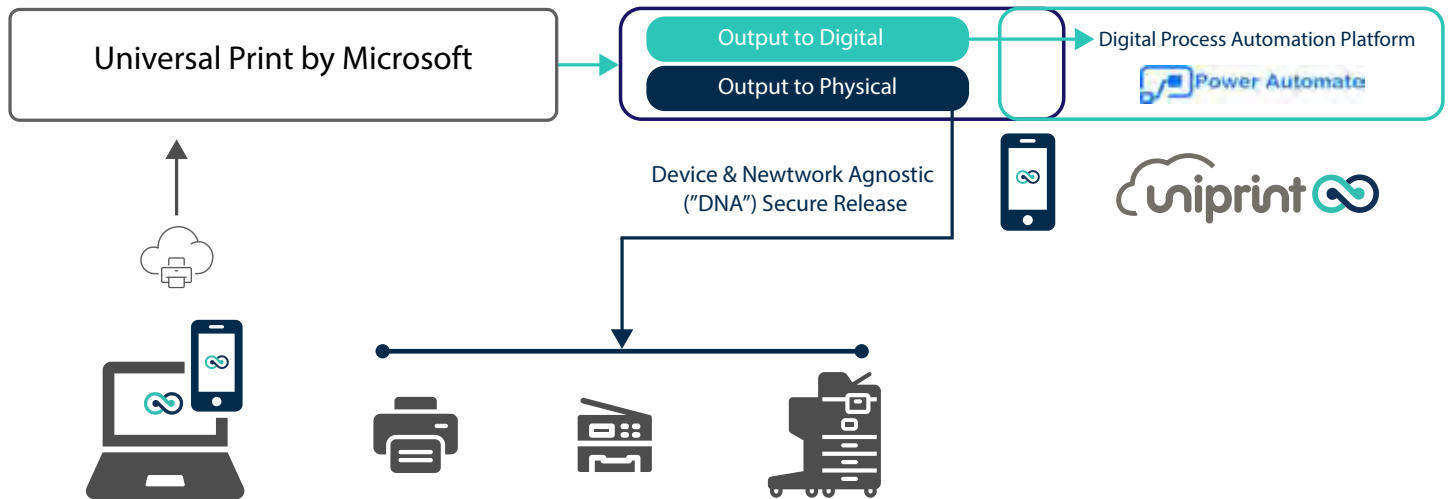 Universal Print by Microsoft
Output to Digital
Output to Physical
Digital Process Automation Platform
Power Automate
Device & Newtwork Agnostic
("DNA") Secure Release
uniprint